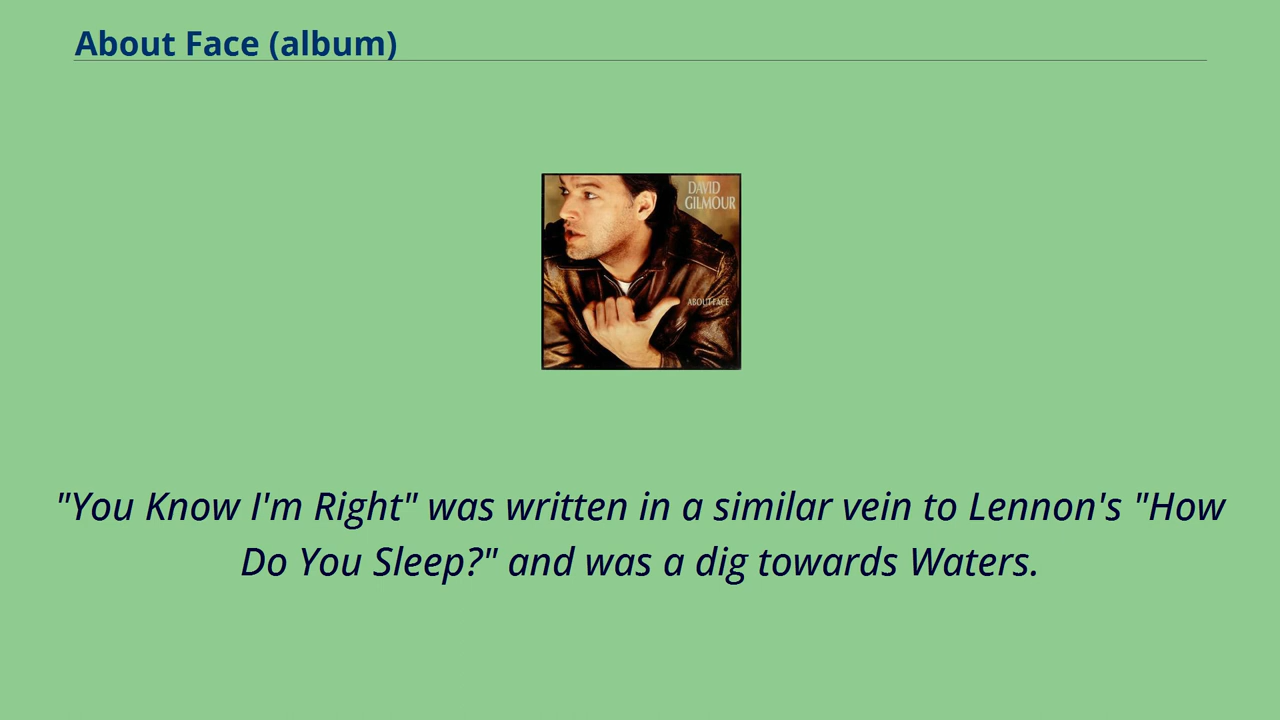 About Face (album)
DAVID
GILMOUR
ABOUT FACE
"You Know I'm Right" was written in a similar vein to Lennon's "How
Do You Sleep?" and was a dig towards Waters.